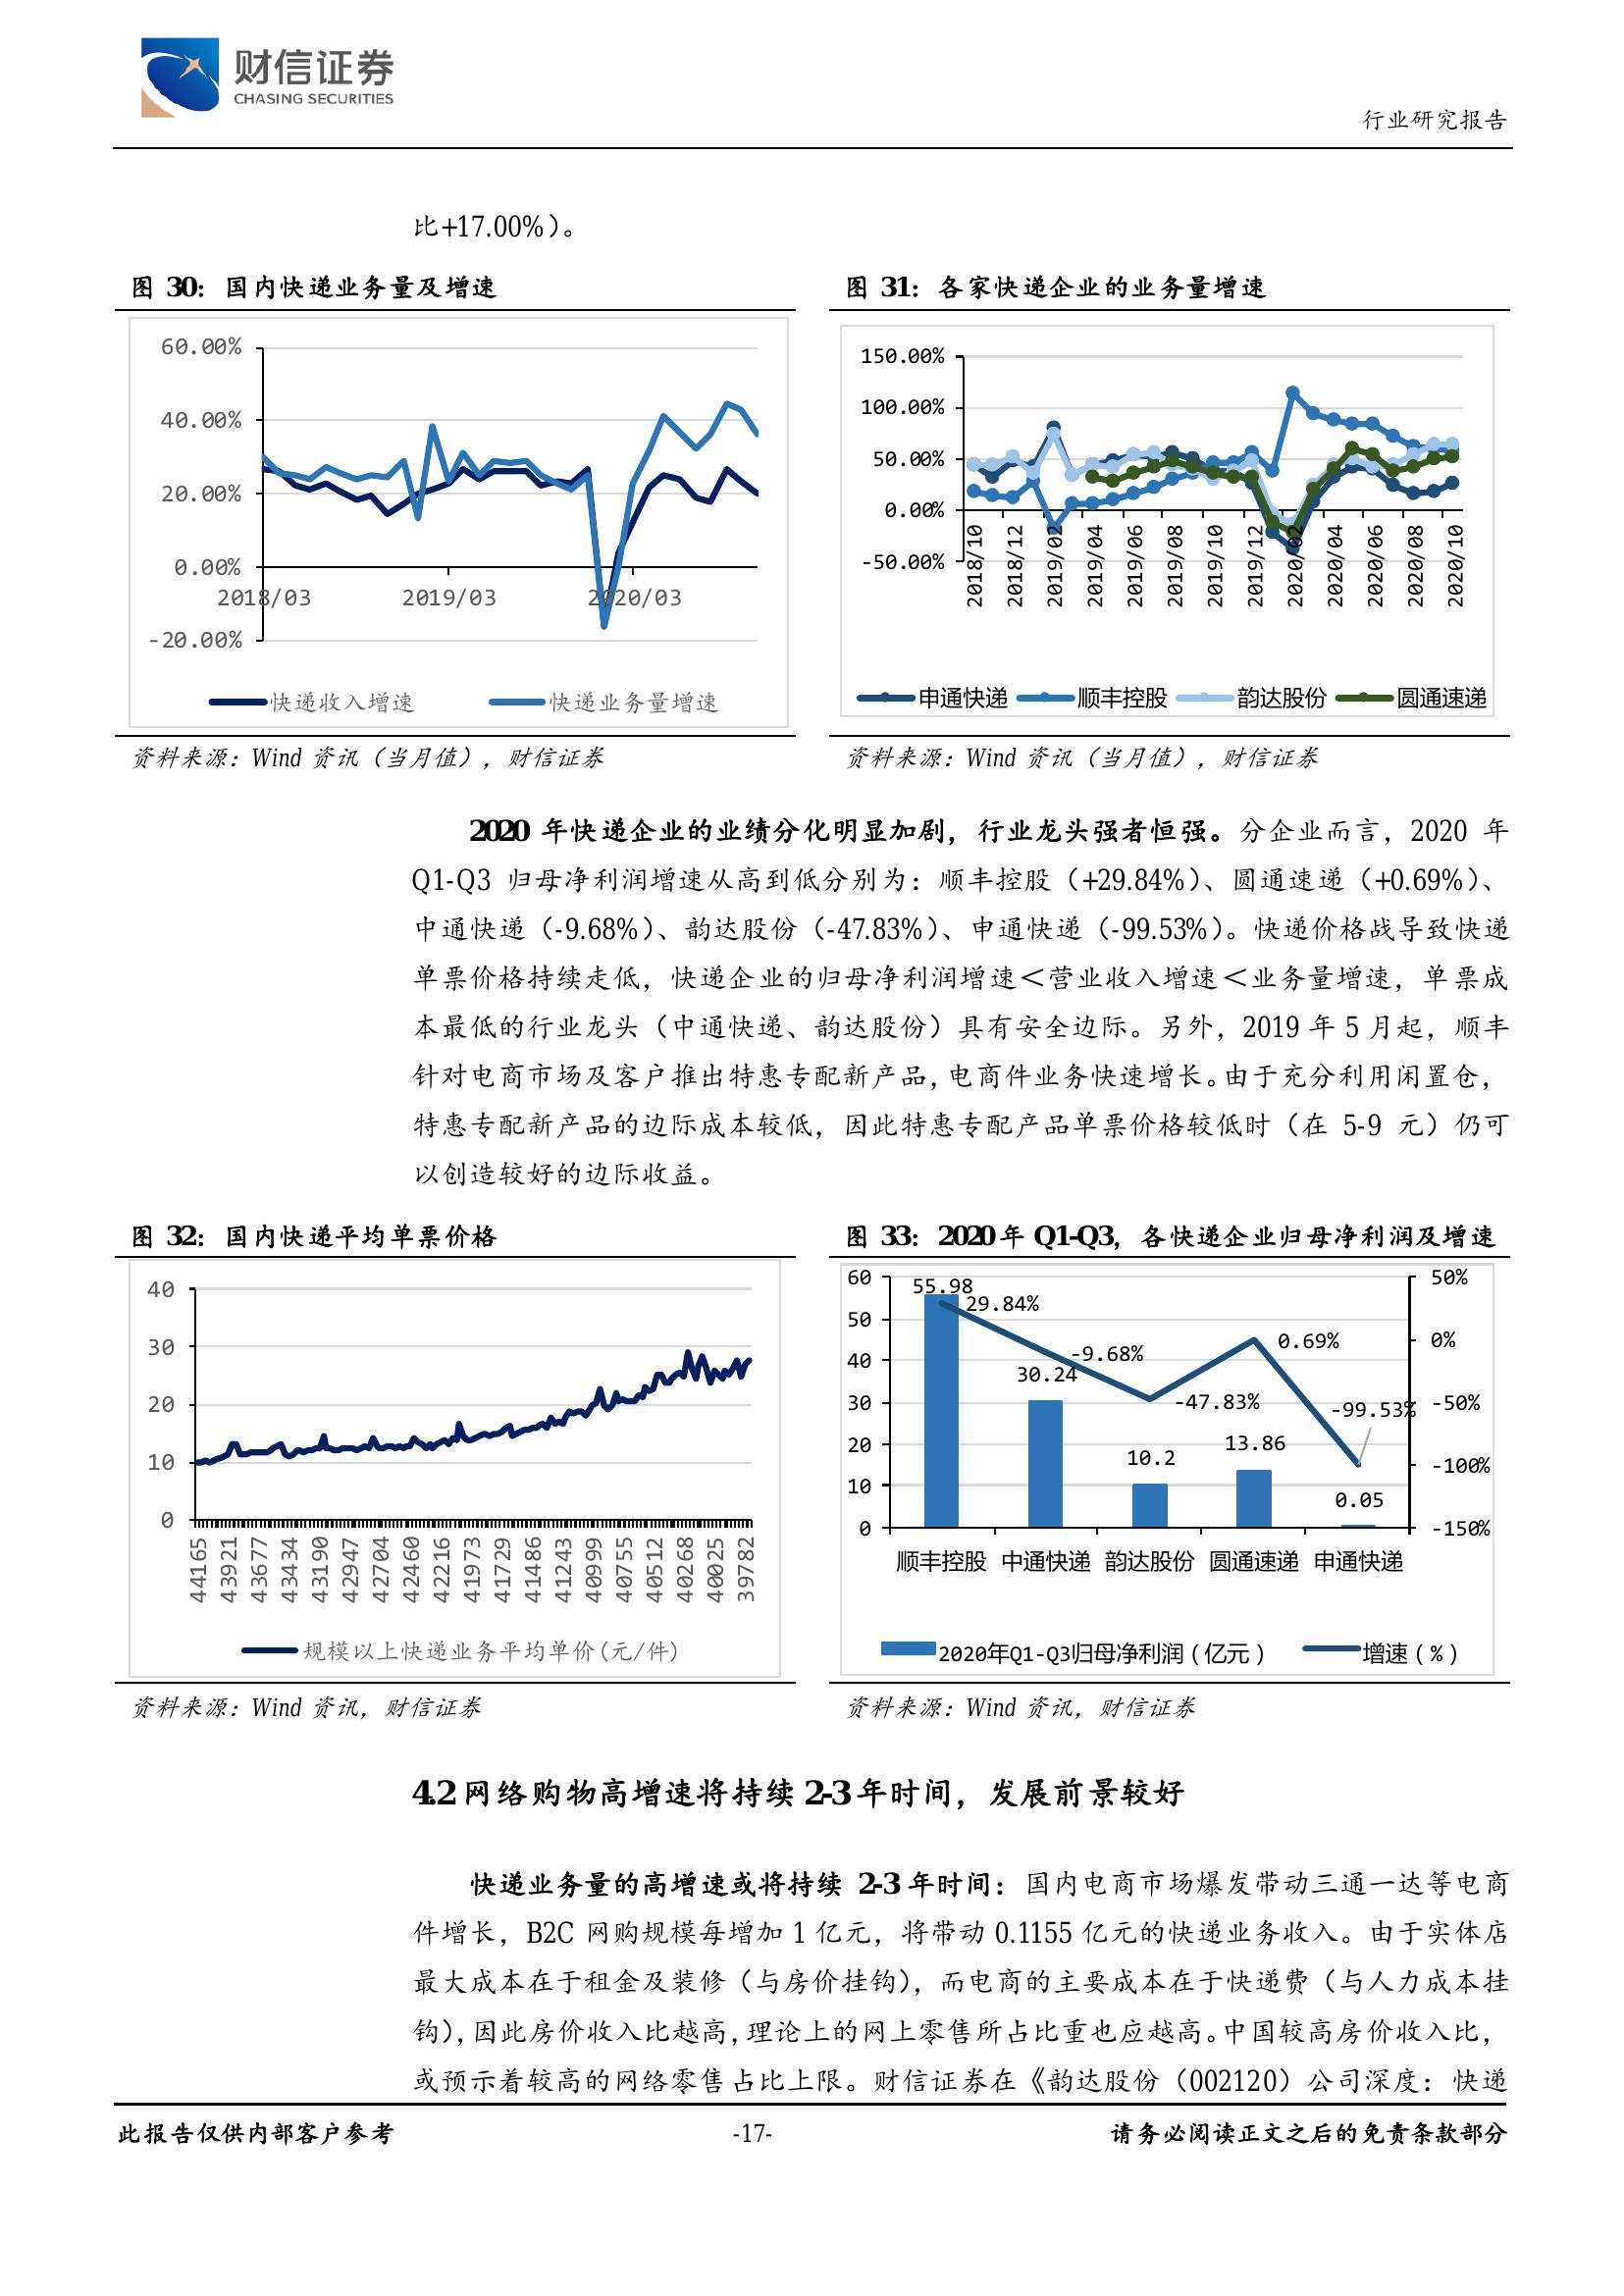 财信证券
CHASING SECURITIES
行业研究报告
比+17.00%)。
图 30：国内快递业务量及增速
60.00%
40.00%
20.00%
0.00%
-20.00%
2018/03 2019/03 2020/03
快递收入增速 快递业务量增速
资料来源：Wind 资讯（当月值），财信证券
图 31：各家快递企业的业务量增速
150.00%
100.00%
50.00%
0.00%
-50.00%
2018/10 2018/12 2019/02 2019/04 2019/06 2019/08 2019/10 2019/12 2020/02 2020/04 2020/06 2020/08 2020/10
申通快递 顺丰控股 韵达股份 圆通速递
资料来源：Wind 资讯（当月值），财信证券
2020 年快递企业的业绩分化明显加剧，行业龙头强者恒强。分企业而言，2020 年
Q1-Q3 归母净利润增速从高到低分别为：顺丰控股（+29.84%）、圆通速递（+0.69%）、
中通快递（-9.68%）、韵达股份（-47.83%）、申通快递（-99.53%）。快递价格战导致快递
单票价格持续走低，快递企业的归母净利润增速＜营业收入增速＜业务量增速，单票成
本最低的行业龙头（中通快递、韵达股份）具有安全边际。另外，2019 年 5 月起，顺丰
针对电商市场及客户推出特惠专配新产品，电商件业务快速增长。由于充分利用闲置仓，
特惠专配新产品的边际成本较低，因此特惠专配产品单票价格较低时（在 5-9 元）仍可
以创造较好的边际收益。
图 32：国内快递平均单票价格
40
30
20
10
0
44165 43921 43677 43434 43190 42947 42704 42460 42216 41973 41729 41486 41243 40999 40755 40512 40268 40025 39782
规模以上快递业务平均单价(元/件)
资料来源：Wind 资讯，财信证券
图 33：2020 年 Q1-Q3，各快递企业归母净利润及增速
60
50
40
30
20
10
0
50%
0%
-50%
-100%
-150%
55.98
29.84%
-9.68%
30.24
-47.83%
10.2
0.69%
13.86
-99.53%
0.05
顺丰控股 中通快递 韵达股份 圆通速递 申通快递
2020年Q1-Q3归母净利润（亿元） 增速（%）
资料来源：Wind 资讯，财信证券
4.2 网络购物高增速将持续 2-3 年时间，发展前景较好
快递业务量的高增速或将持续 2-3 年时间：国内电商市场爆发带动三通一达等电商
件增长，B2C 网购规模每增加 1 亿元，将带动 0.1155 亿元的快递业务收入。由于实体店
最大成本在于租金及装修（与房价挂钩），而电商的主要成本在于快递费（与人力成本挂
钩），因此房价收入比越高，理论上的网上零售所占比重也应越高。中国较高房价收入比，
或预示着较高的网络零售占比上限。财信证券在《韵达股份（002120）公司深度：快递
此报告仅供内部客户参考
-17-
请务必阅读正文之后的免责条款部分